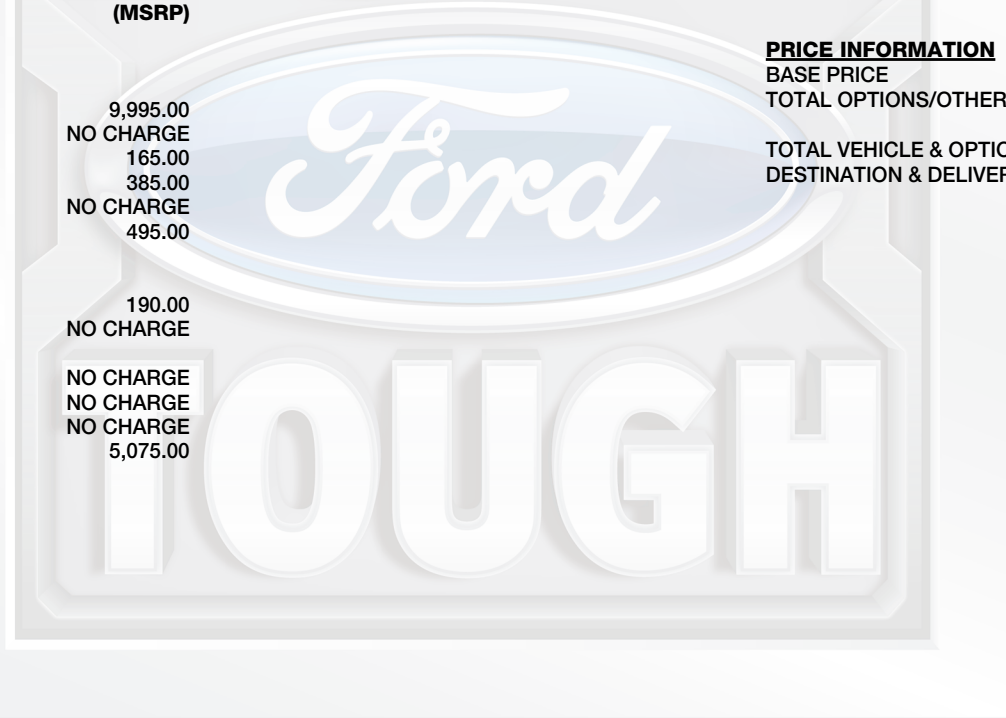 (MSRP)
9,995.00
NO CHARGE
165.00
385.00
NO CHARGE
495.00
190.00
NO CHARGE
NO CHARGE
NO CHARGE
NO CHARGE
5,075.00
PRICE INFORMATION
BASE PRICE
TOTAL OPTIONS/OTHER
TOTAL VEHICLE & OPTIO
DESTINATION & DELIVER
Ford
TOUGH